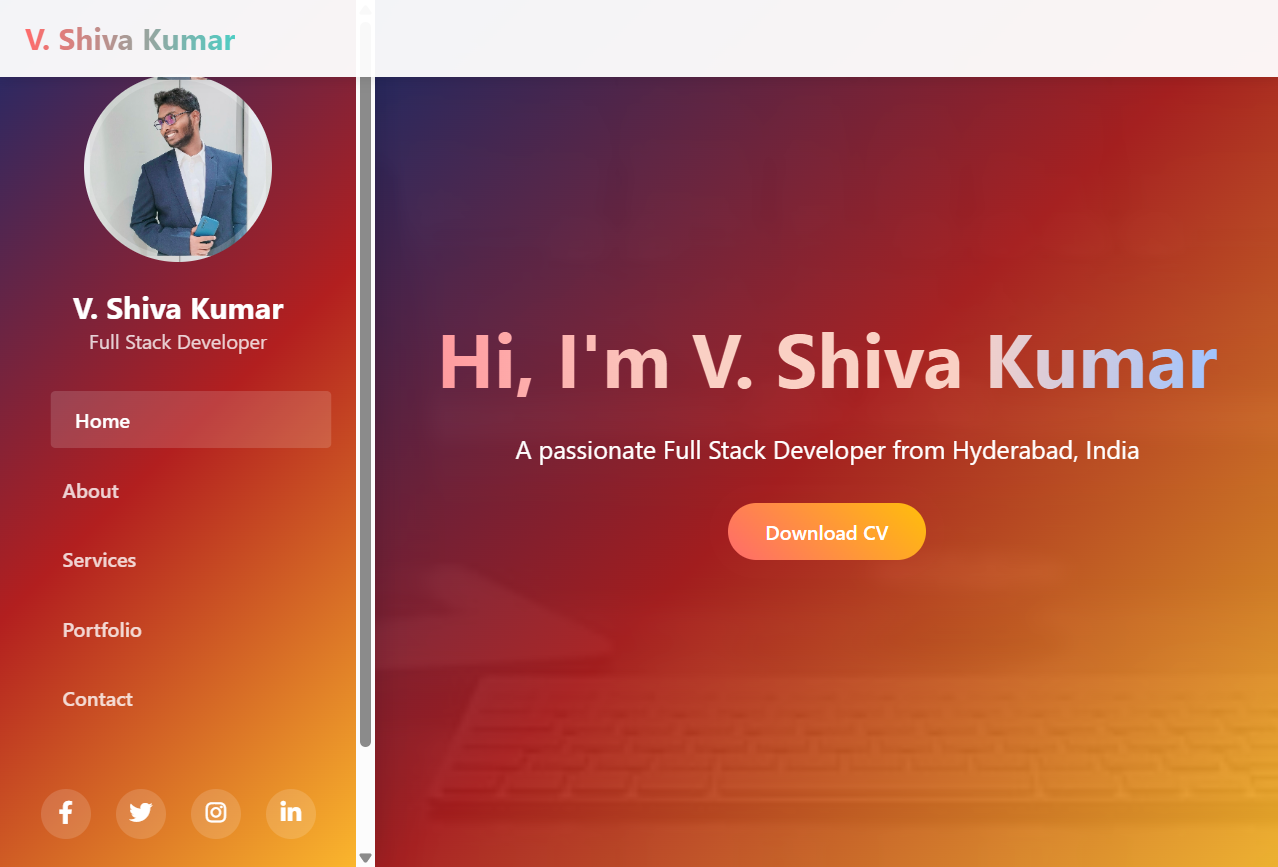 V. Shiva Kumar
V. Shiva Kumar
Full Stack Developer
Home
About
Services
Portfolio
Contact
Hi, I'm V. Shiva Kumar
A passionate Full Stack Developer from Hyderabad, India
Download CV